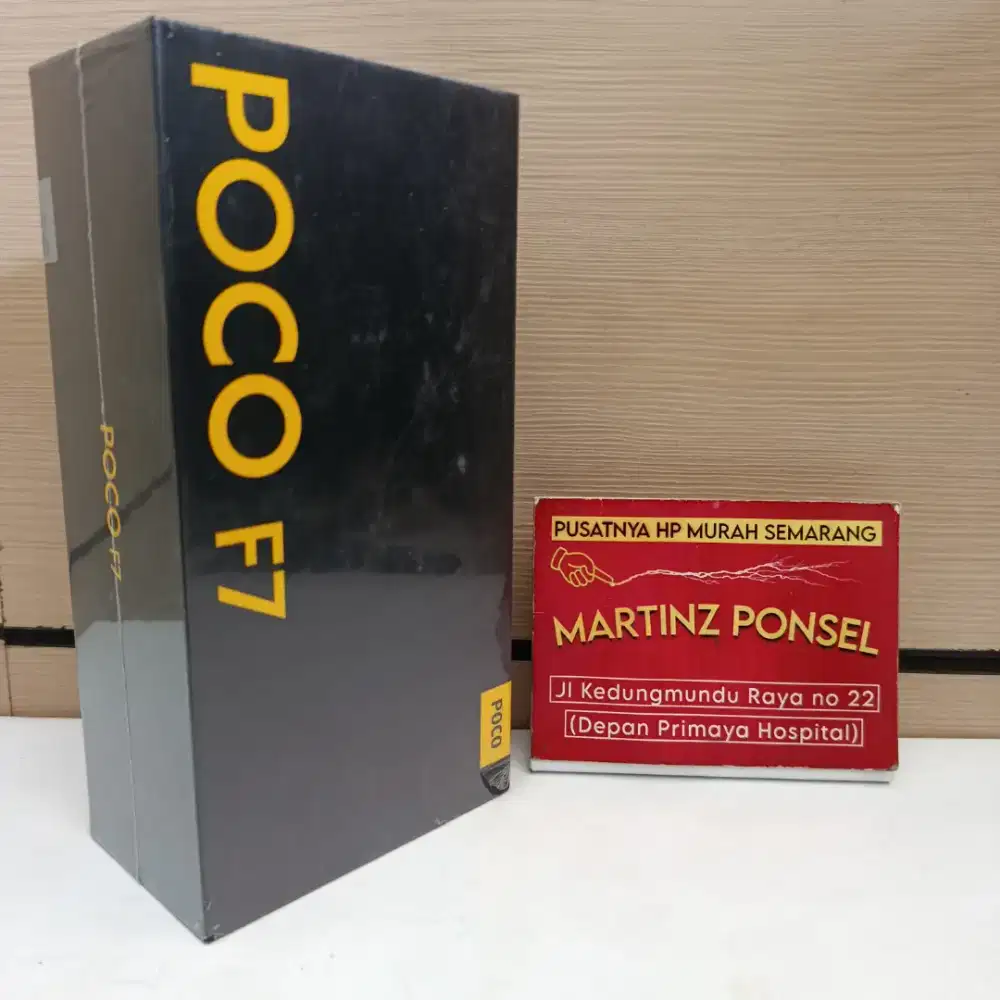 POCO F7
POCO F7
POCO
PUSATNYA HP MURAH SEMARANG
MARTINZ PONSEL
Jl Kedungmundu Raya no 22
(Depan Primaya Hospital)